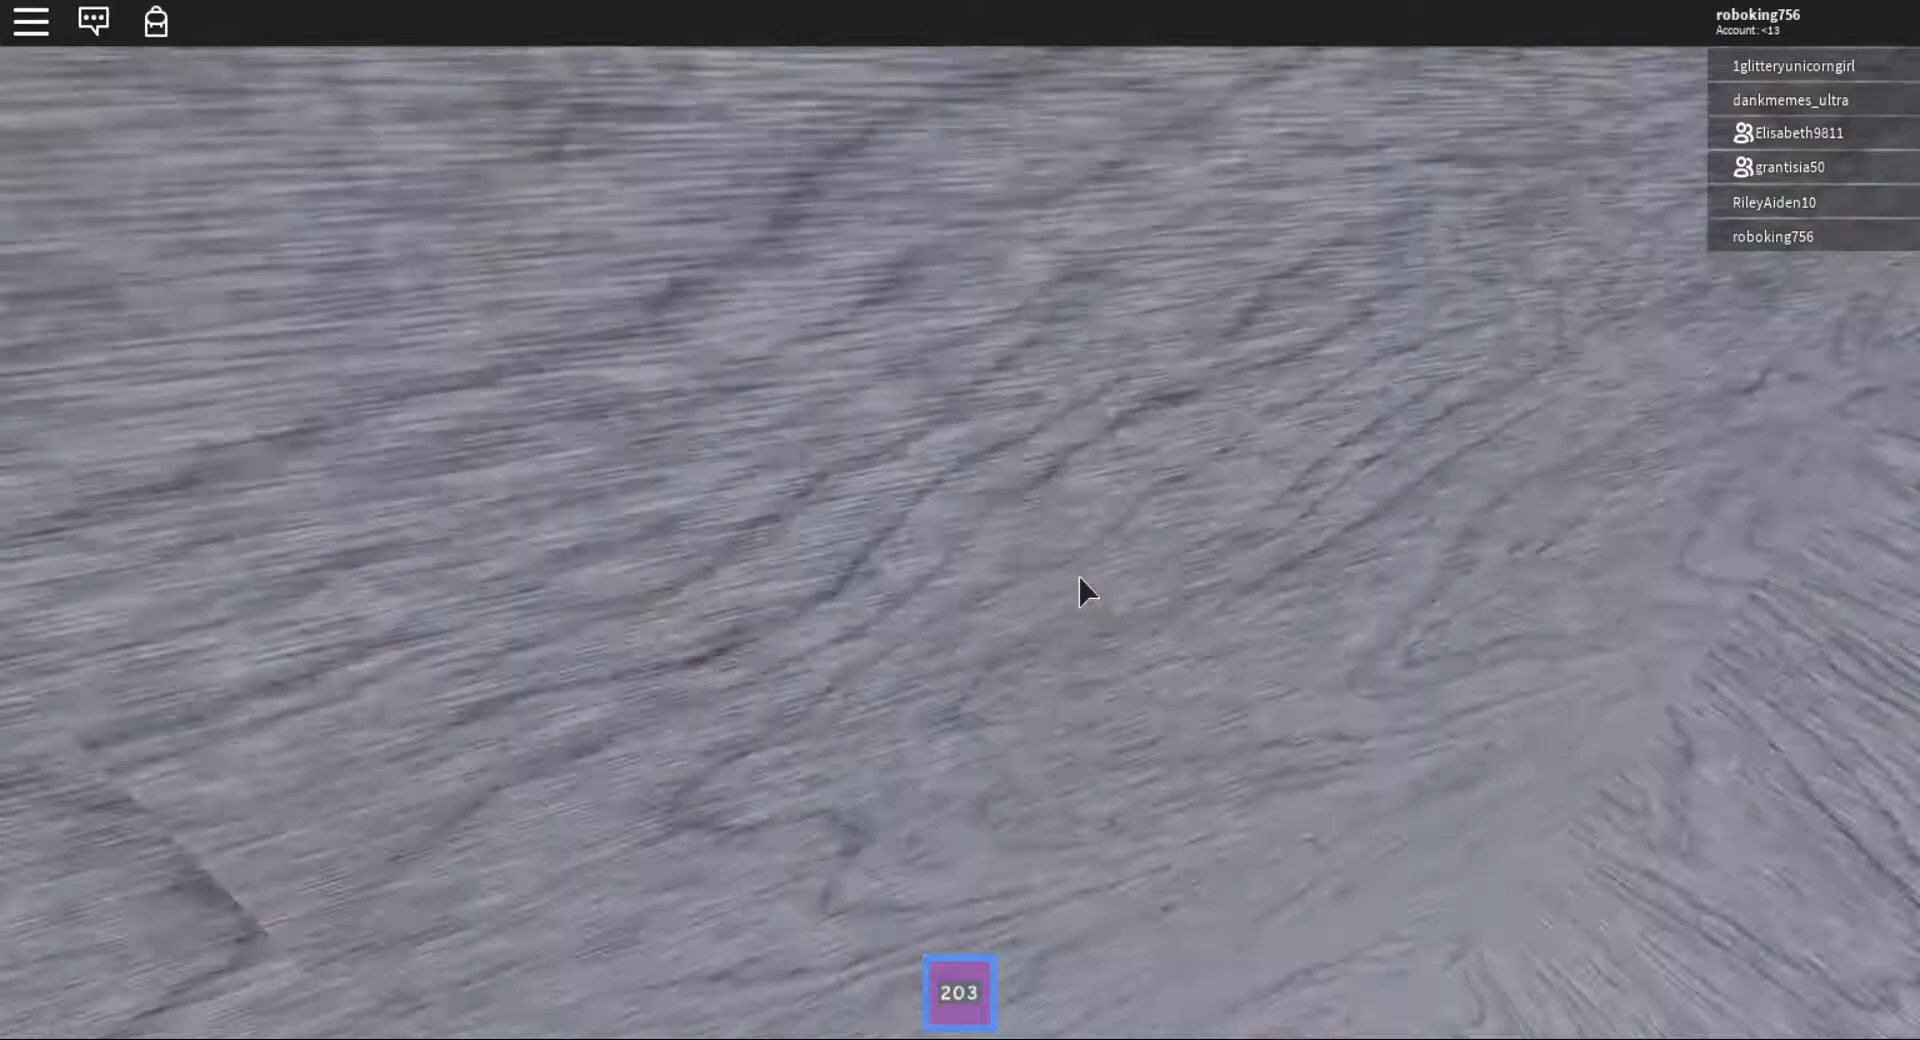 roboking756
Account: <13
1glitteryunicorngirl
dankmemes_ultra
Elisabeth9811
grantisia50
RileyAiden10
roboking756
203